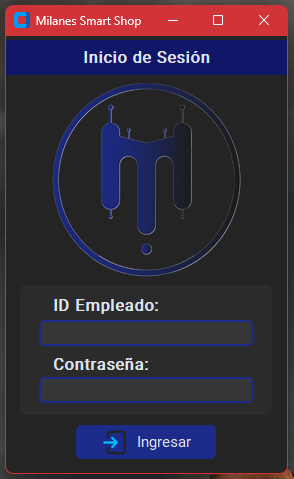 Milanes Smart Shop
Inicio de Sesión
ID Empleado:
Contraseña:
Ingresar